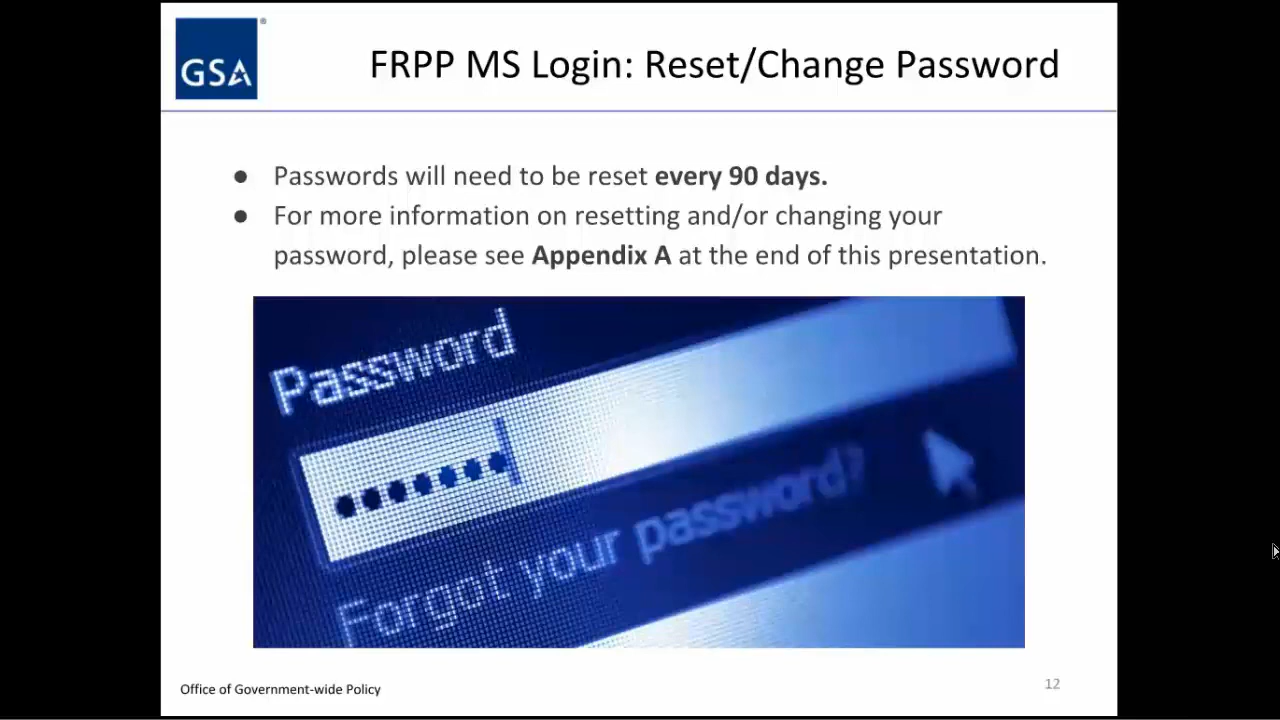 GSA
®
FRPP MS Login: Reset/Change Password
● Passwords will need to be reset every 90 days.
● For more information on resetting and/or changing your
password, please see Appendix A at the end of this presentation.
Password
Forgot your password?
Office of Government-wide Policy
12